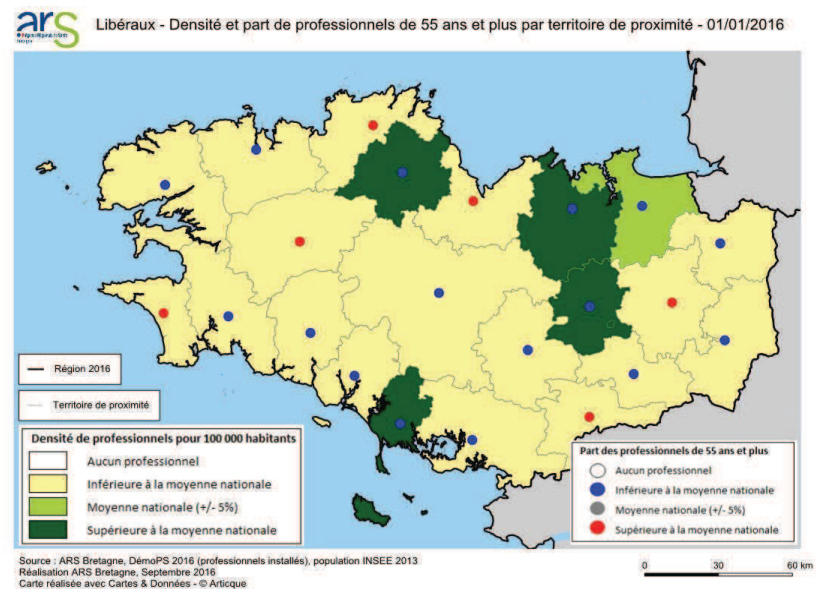 ars
Libéraux - Densité et part de professionnels de 55 ans et plus par territoire de proximité - 01/01/2016
Région 2016
Territoire de proximité
Densité de professionnels pour 100 000 habitants
Aucun professionnel
Inférieure à la moyenne nationale
Moyenne nationale (+/- 5%)
Supérieure à la moyenne nationale
Part des professionnels de 55 ans et plus
Aucun professionnel
Inférieure à la moyenne nationale
Moyenne nationale (+/- 5%)
Supérieure à la moyenne nationale
Source : ARS Bretagne, DémoPS 2016 (professionnels installés), population INSEE 2013
Réalisation ARS Bretagne, Septembre 2016
Carte réalisée avec Cartes & Données - © Articque
0 30 60 km